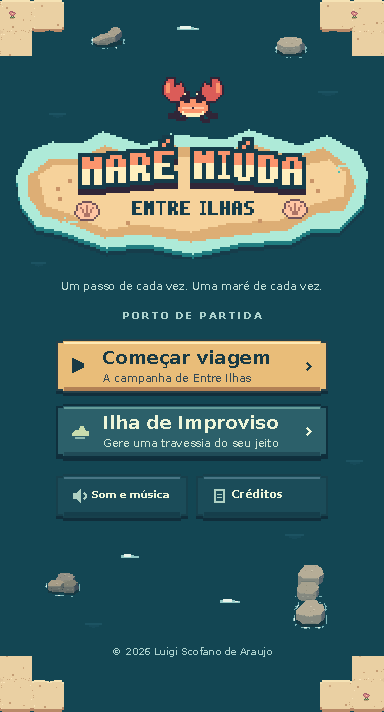 MARÉ MIÚDA
ENTRE ILHAS
Um passo de cada vez. Uma maré de cada vez.
PORTO DE PARTIDA
Começar viagem
A campanha de Entre Ilhas
Ilha de Improviso
Gere uma travessia do seu jeito
Som e música
Créditos
© 2026 Luigi Scofano de Araujo